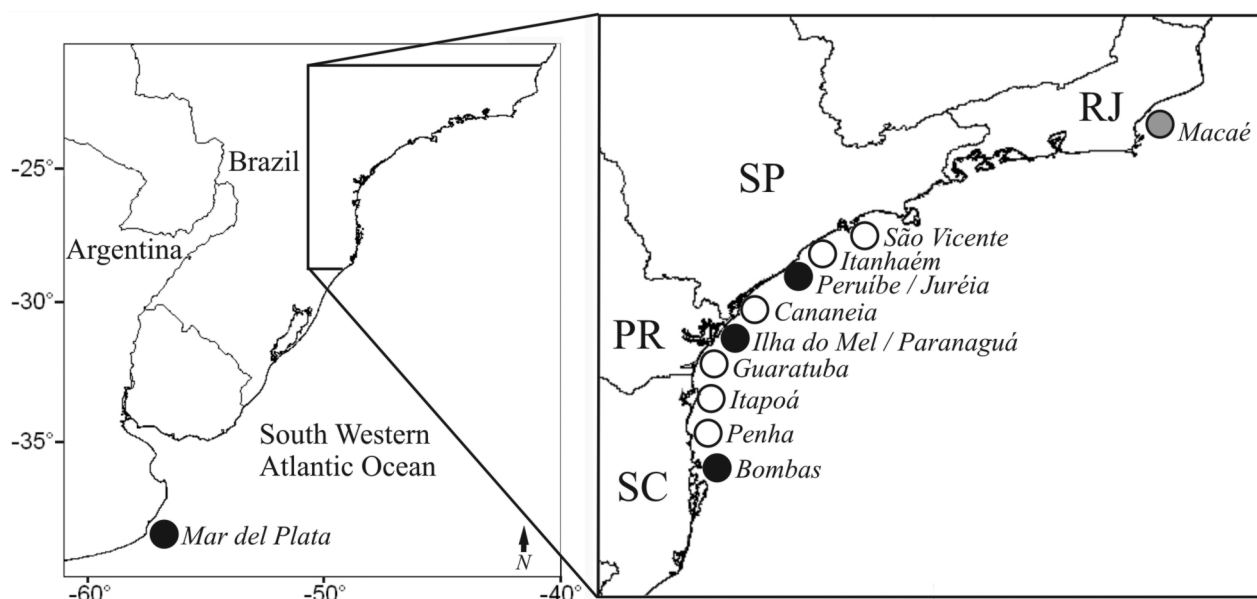 RJ
Macaé
Brazil
-25°
SP
São Vicente
Argentina
Itanhaém
Peruíbe / Juréia
-30°
Cananeia
PR
Ilha do Mel / Paranaguá
Guaratuba
Itapoá
-35°
South Western
Atlantic Ocean
Penha
SC
Bombas
Mar del Plata
N
-60°
-50°
-40°